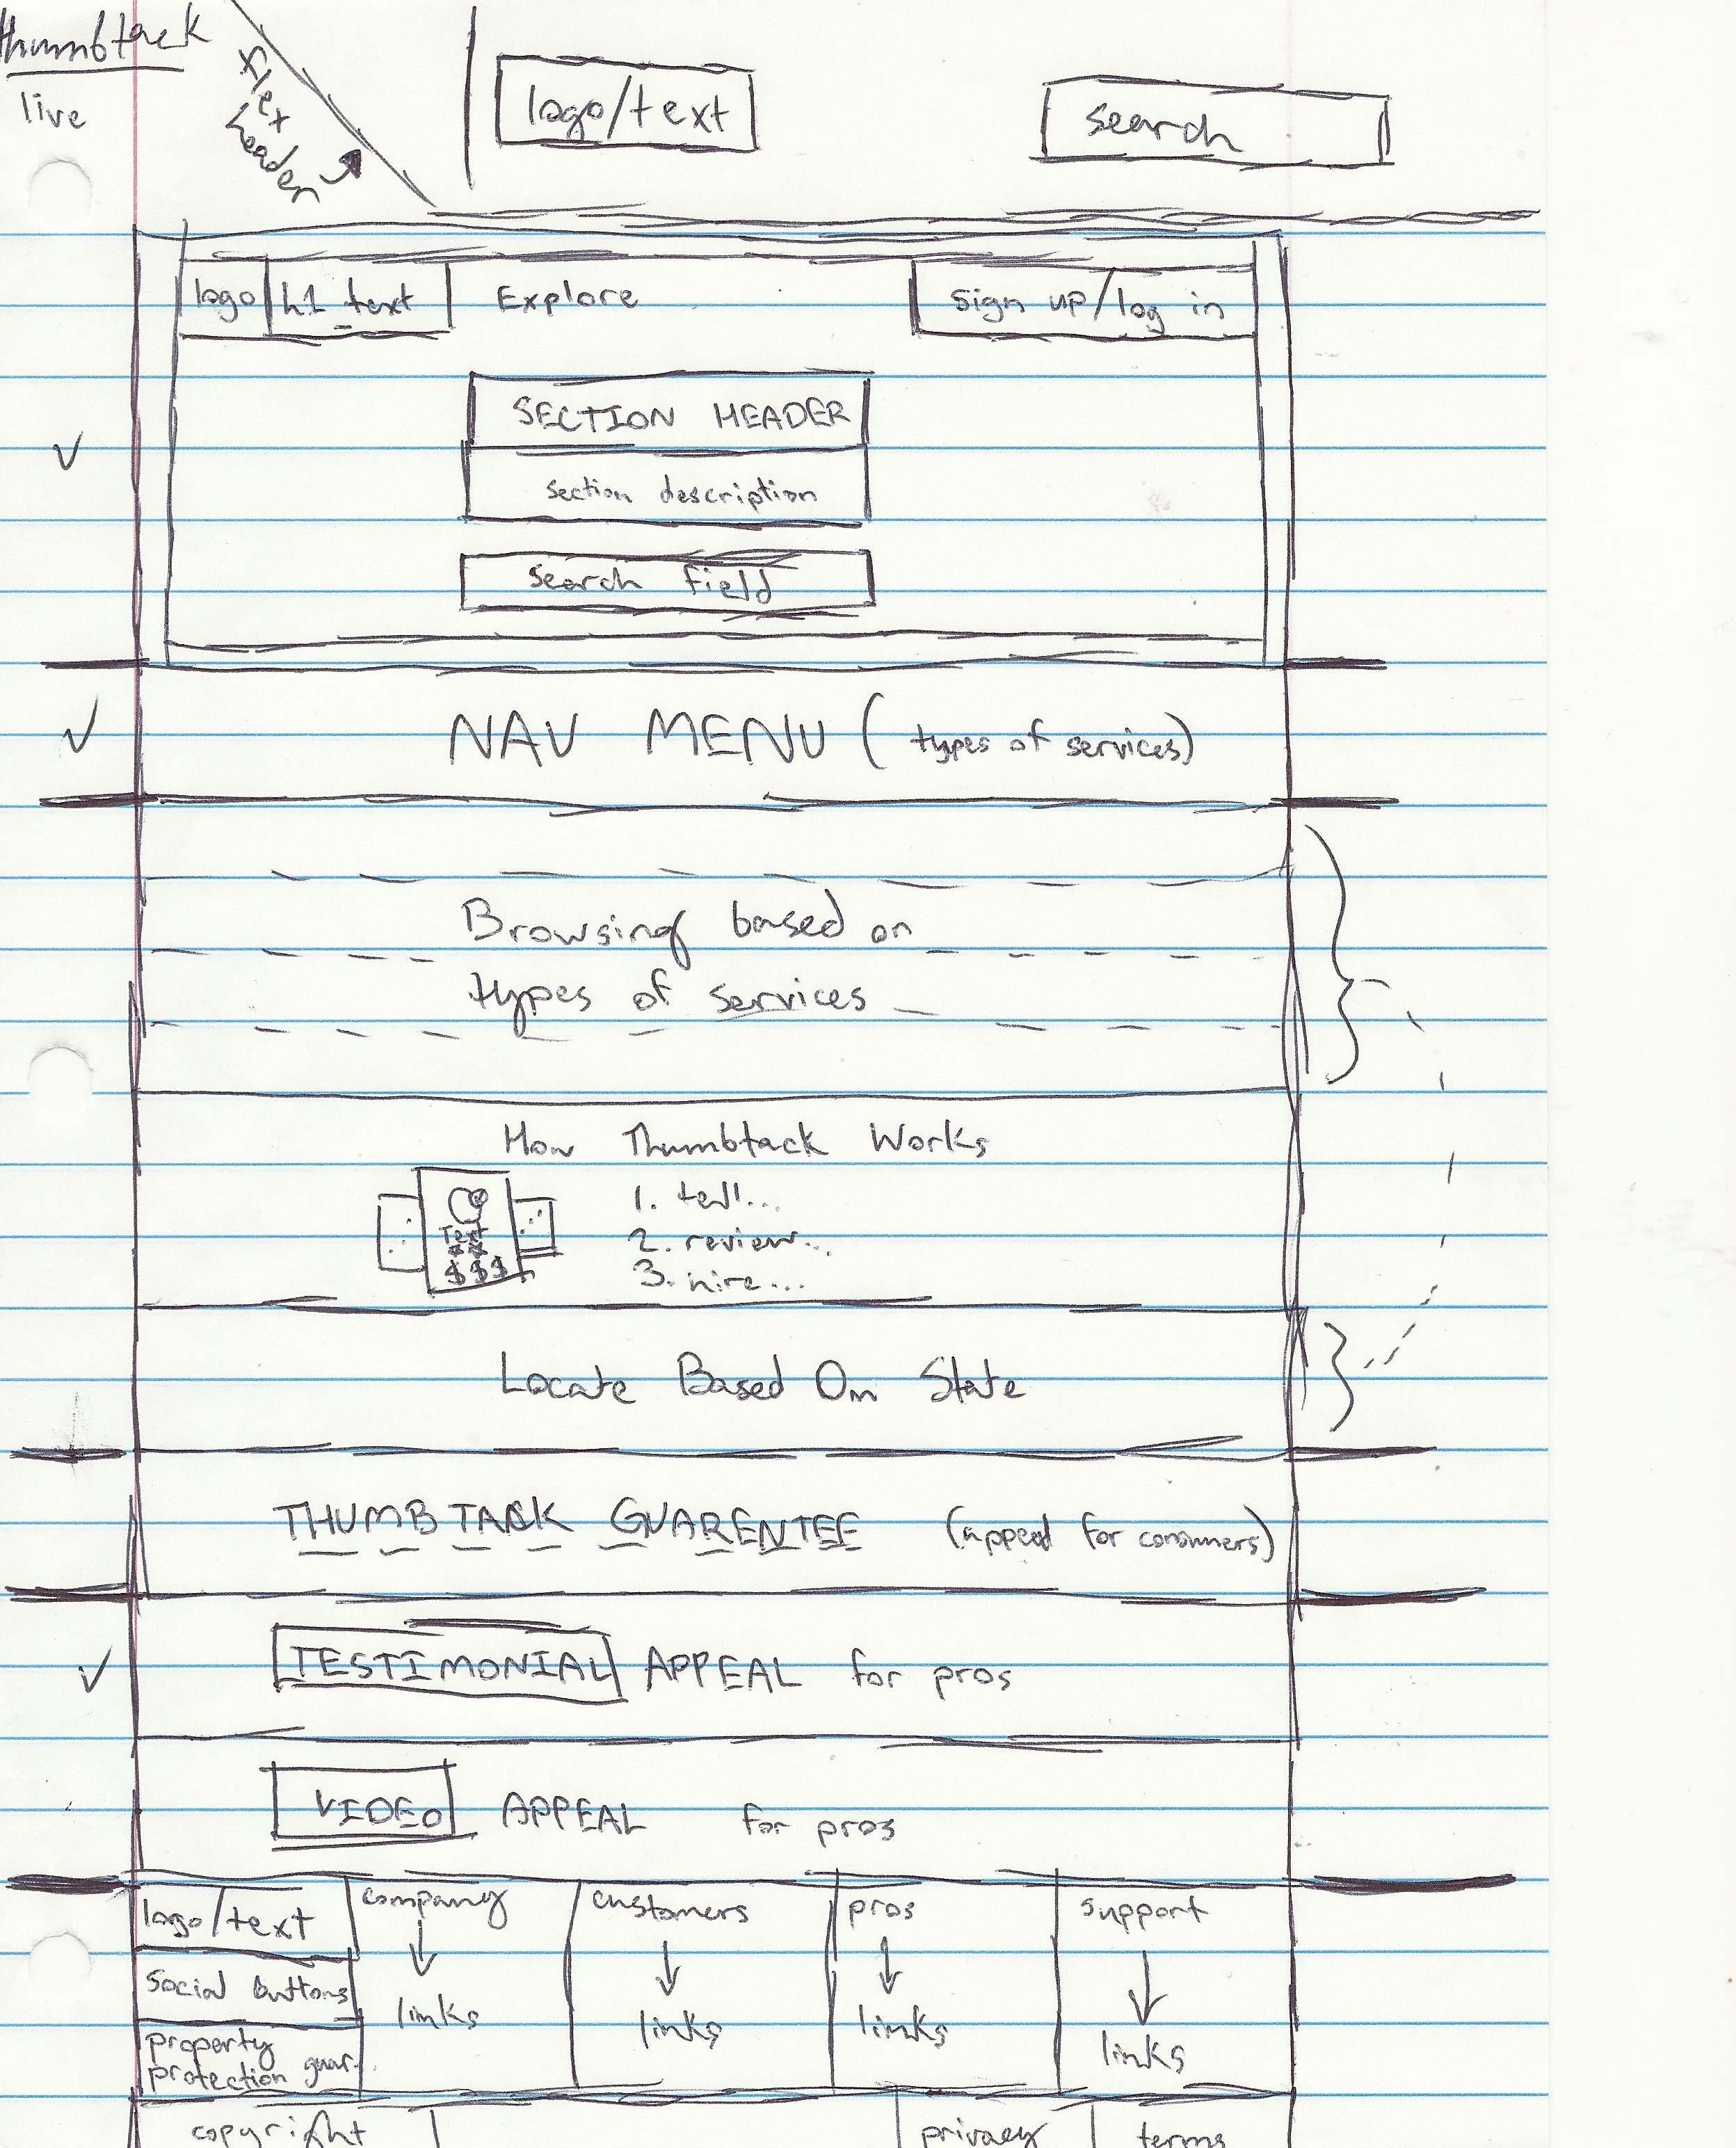 thumbtack
live
flex
header
logo/text
search
logo
h1 text
Explore
sign up/log in
SECTION HEADER
section description
search field
NAV MENU (types of services)
Browsing based on
types of services
How Thumbtack Works
Text
$$$
1. tell...
2. review...
3. hire...
Locate Based On State
THUMBTACK GUARENTEE (appeal for consumers)
TESTIMONIAL APPEAL for pros
VIDEO APPEAL for pros
logo/text
social buttons
property
protection guar.
company
links
customers
links
pros
links
support
links
copyright
privacy
terms